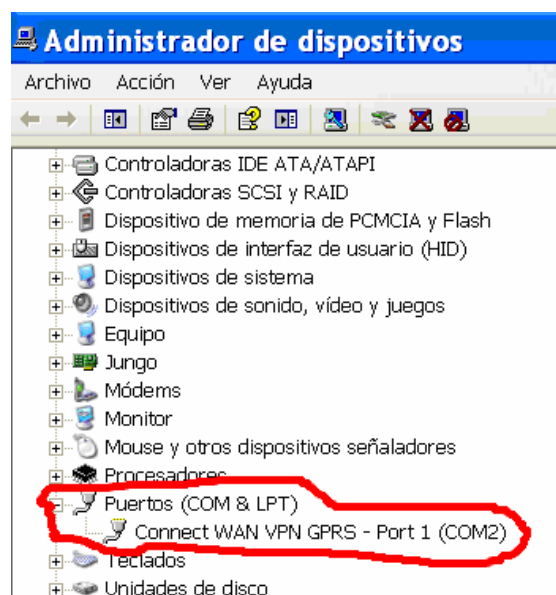 Administrador de dispositivos
Archivo Acción Ver Ayuda
Controladoras IDE ATA/ATAPI
Controladoras SCSI y RAID
Dispositivo de memoria de PCMCIA y Flash
Dispositivos de interfaz de usuario (HID)
Dispositivos de sistema
Dispositivos de sonido, vídeo y juegos
Equipo
Jungo
Módems
Monitor
Mouse y otros dispositivos señaladores
Procesadores
Puertos (COM & LPT)
Connect WAN VPN GPRS - Port 1 (COM2)
Teclados
Unidades de disco